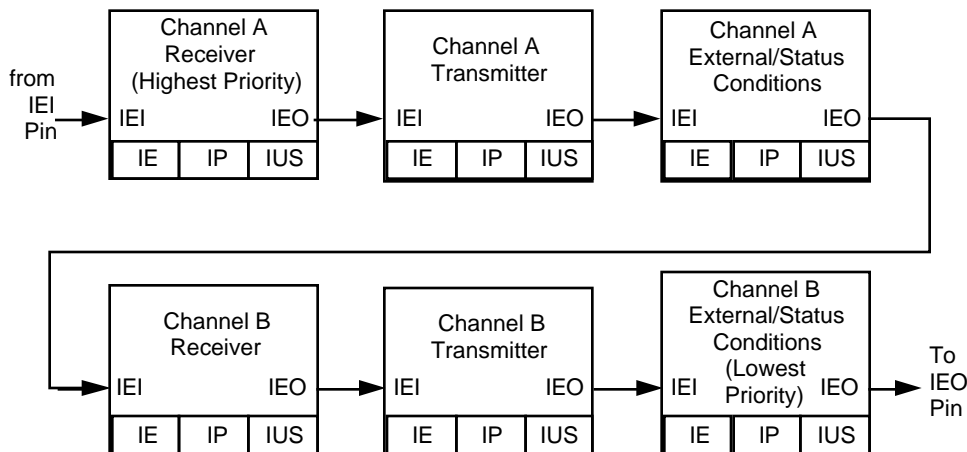 from
IEI
Pin
Channel A
Receiver
(Highest Priority)
IEI IEO
IE IP IUS
Channel A
Transmitter
IEI IEO
IE IP IUS
Channel A
External/Status
Conditions
IEI IEO
IE IP IUS
Channel B
Receiver
IEI IEO
IE IP IUS
Channel B
Transmitter
IEI IEO
IE IP IUS
Channel B
External/Status
Conditions
(Lowest
Priority)
IEI IEO
IE IP IUS
To
IEO
Pin